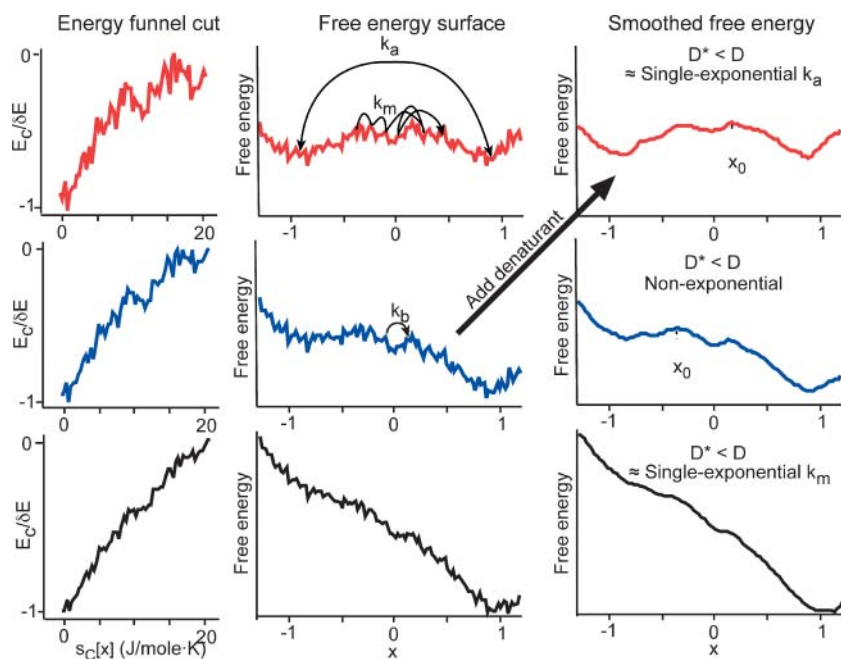 Energy funnel cut
Free energy surface
Smoothed free energy
E_C/δE
0
-1
0
20
Free energy
k_a
k_m
-1
0
1
Free energy
D* < D
≈ Single-exponential k_a
x_0
-1
0
1
E_C/δE
0
-1
0
20
Free energy
k_b
-1
0
1
Add denaturant
Free energy
D* < D
Non-exponential
x_0
-1
0
1
E_C/δE
0
-1
0
20
s_C[x] (J/mole·K)
Free energy
-1
0
1
x
Free energy
D* < D
≈ Single-exponential k_m
-1
0
1
x